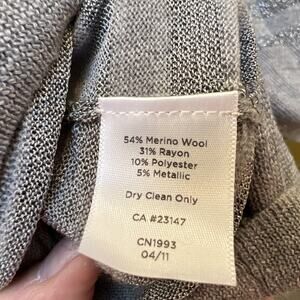 54% Merino Wool
31% Rayon
10% Polyester
5% Metallic
Dry Clean Only
CA #23147
CN1993
04/11